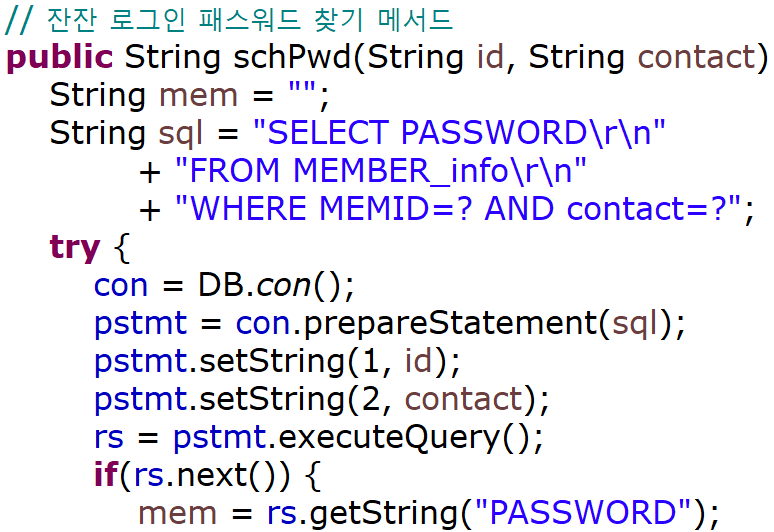 // 잔잔 로그인 패스워드 찾기 메서드
public String schPwd(String id, String contact)
String mem = "";
String sql = "SELECT PASSWORD\r\n"
+ "FROM MEMBER_info\r\n"
+ "WHERE MEMID=? AND contact=?";
try {
con = DB.con();
pstmt = con.prepareStatement(sql);
pstmt.setString(1, id);
pstmt.setString(2, contact);
rs = pstmt.executeQuery();
if(rs.next()) {
mem = rs.getString("PASSWORD");